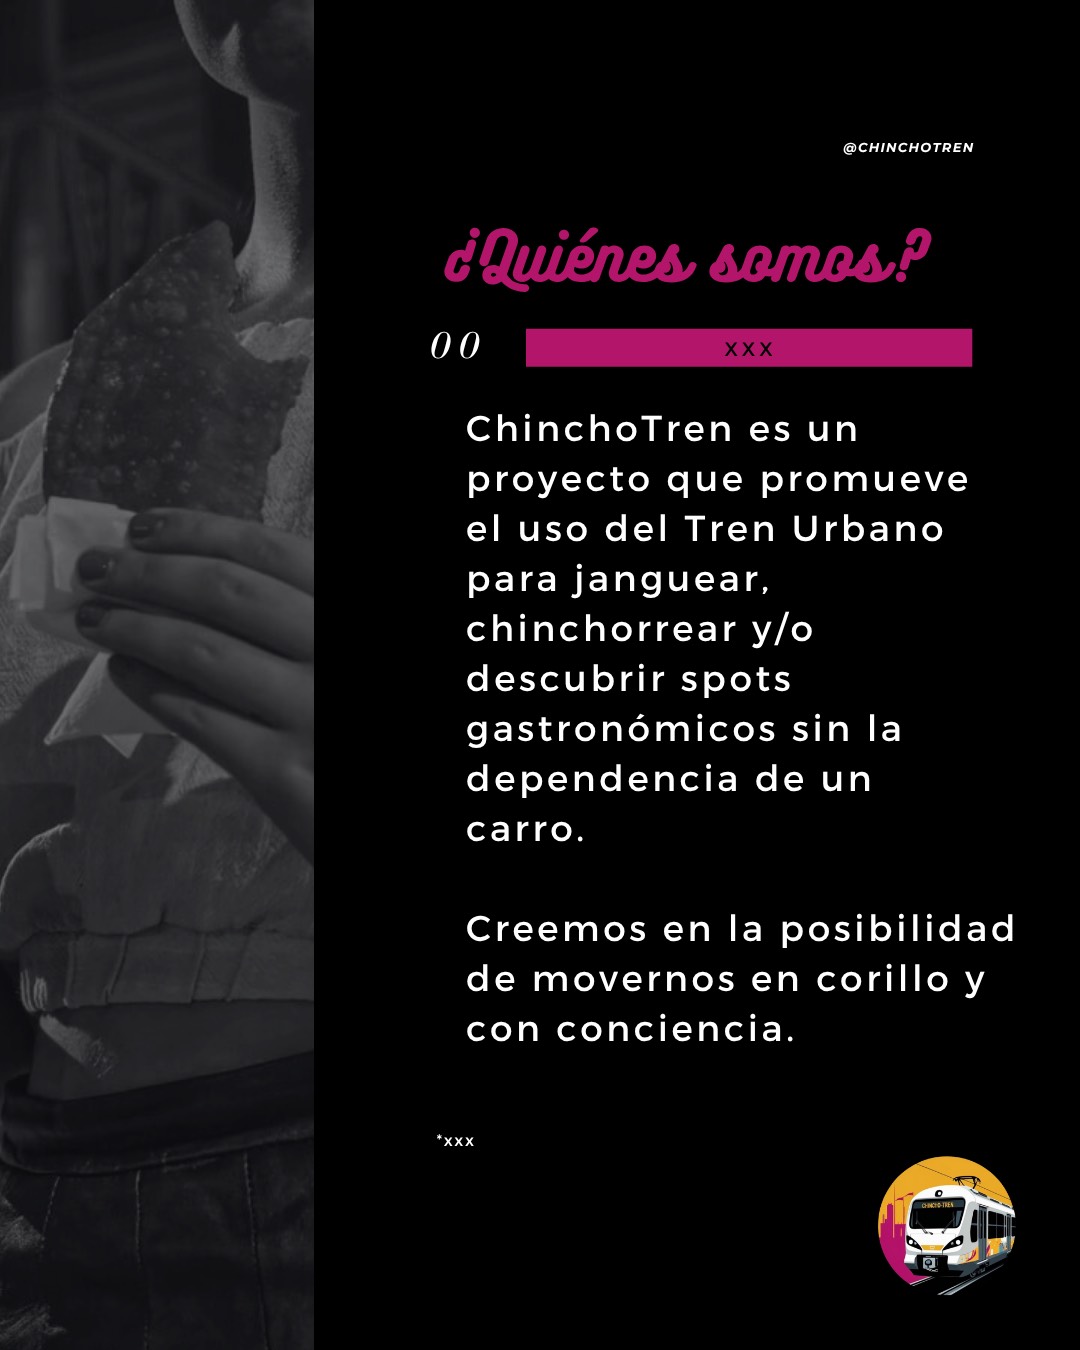 @CHINCHOTREN
¿Quiénes somos?
00
xxx
ChinchoTren es un
proyecto que promueve
el uso del Tren Urbano
para janguear,
chinchorrear y/o
descubrir spots
gastronómicos sin la
dependencia de un
carro.
Creemos en la posibilidad
de movernos en corillo y
con conciencia.
*xxx
CHINCHO-TREN